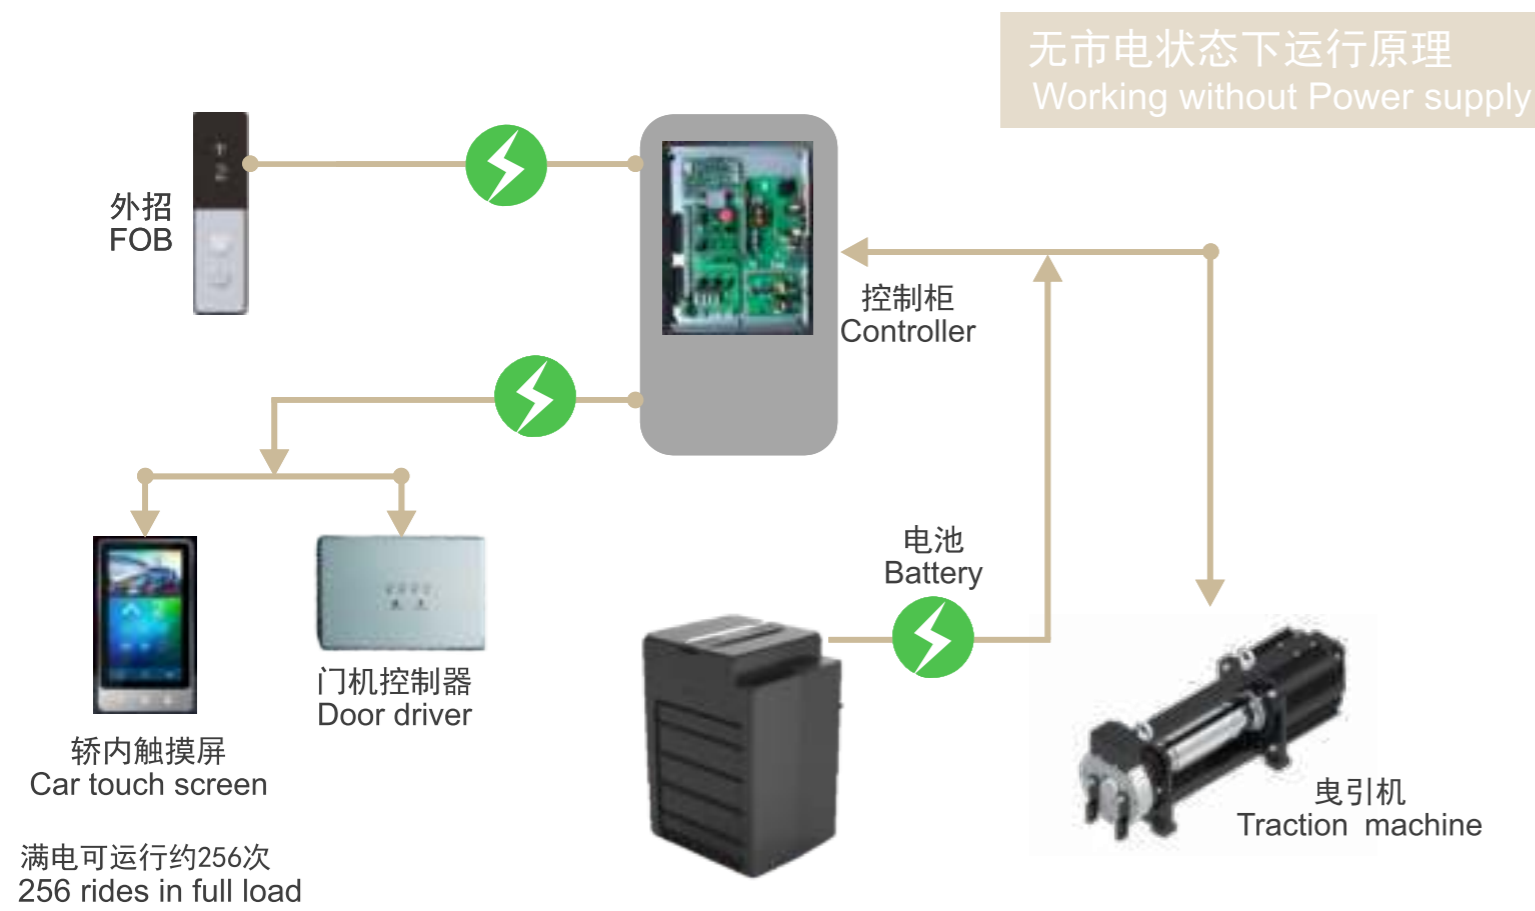 无市电状态下运行原理
Working without Power supply
外招
FOB
控制柜
Controller
电池
Battery
门机控制器
Door driver
轿内触摸屏
Car touch screen
曳引机
Traction machine
满电可运行约256次
256 rides in full load